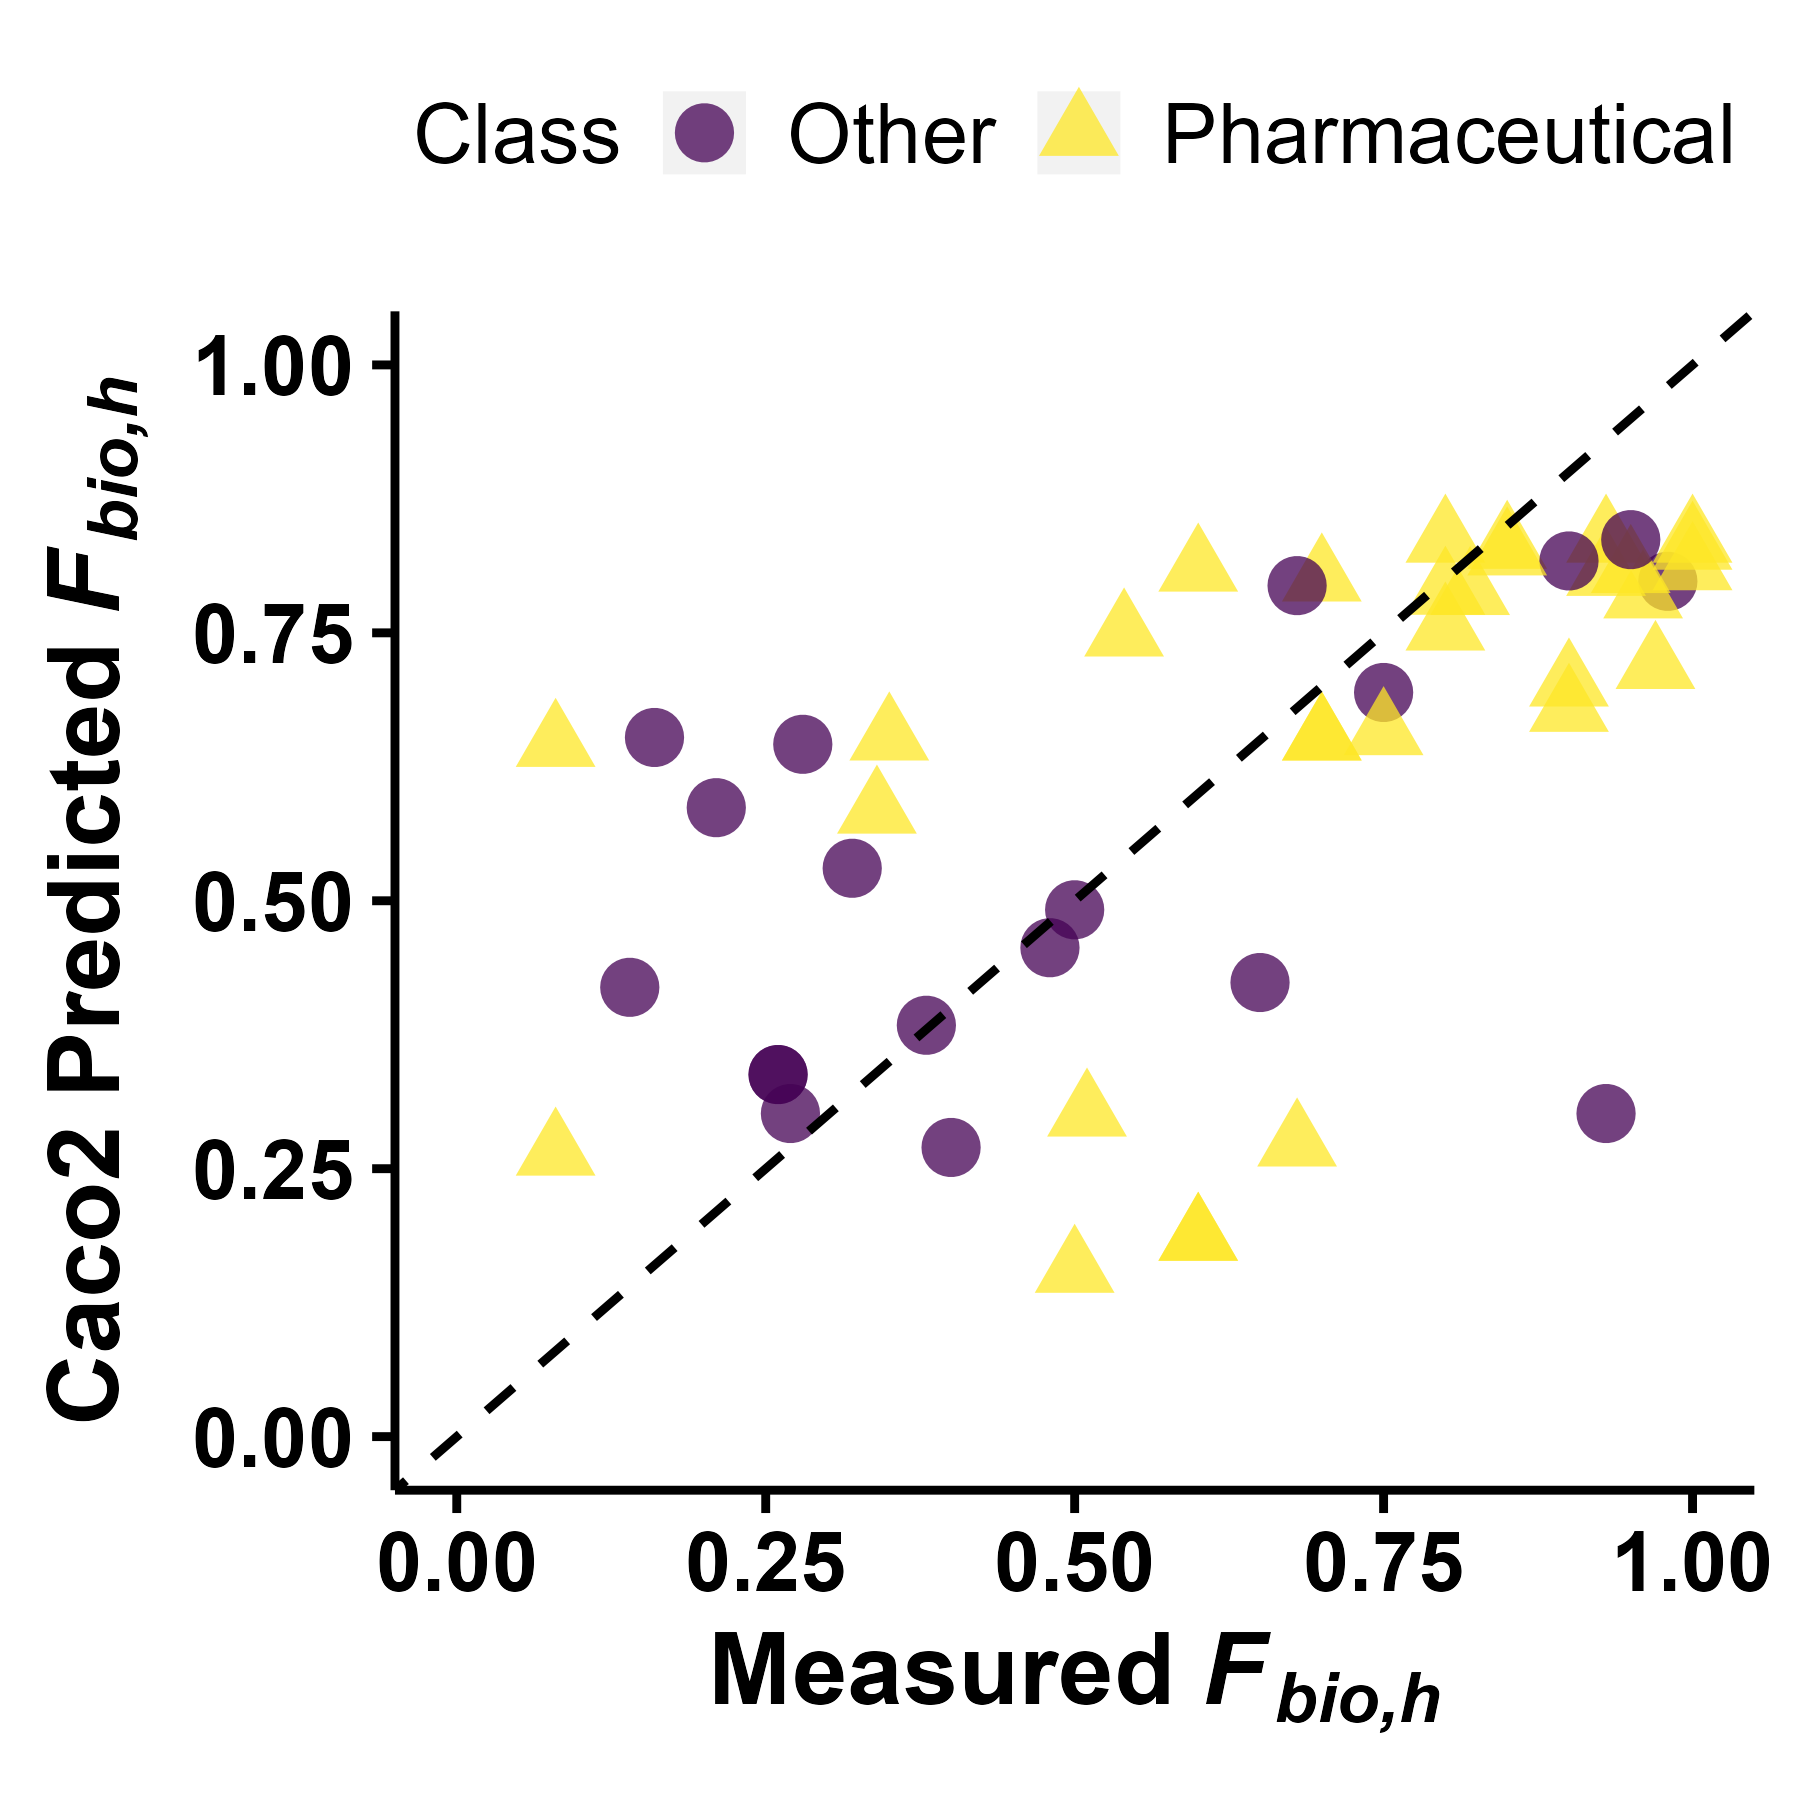 Class Other Pharmaceutical
Caco2 Predicted F bio,h
1.00
0.75
0.50
0.25
0.00
0.00 0.25 0.50 0.75 1.00
Measured F bio,h